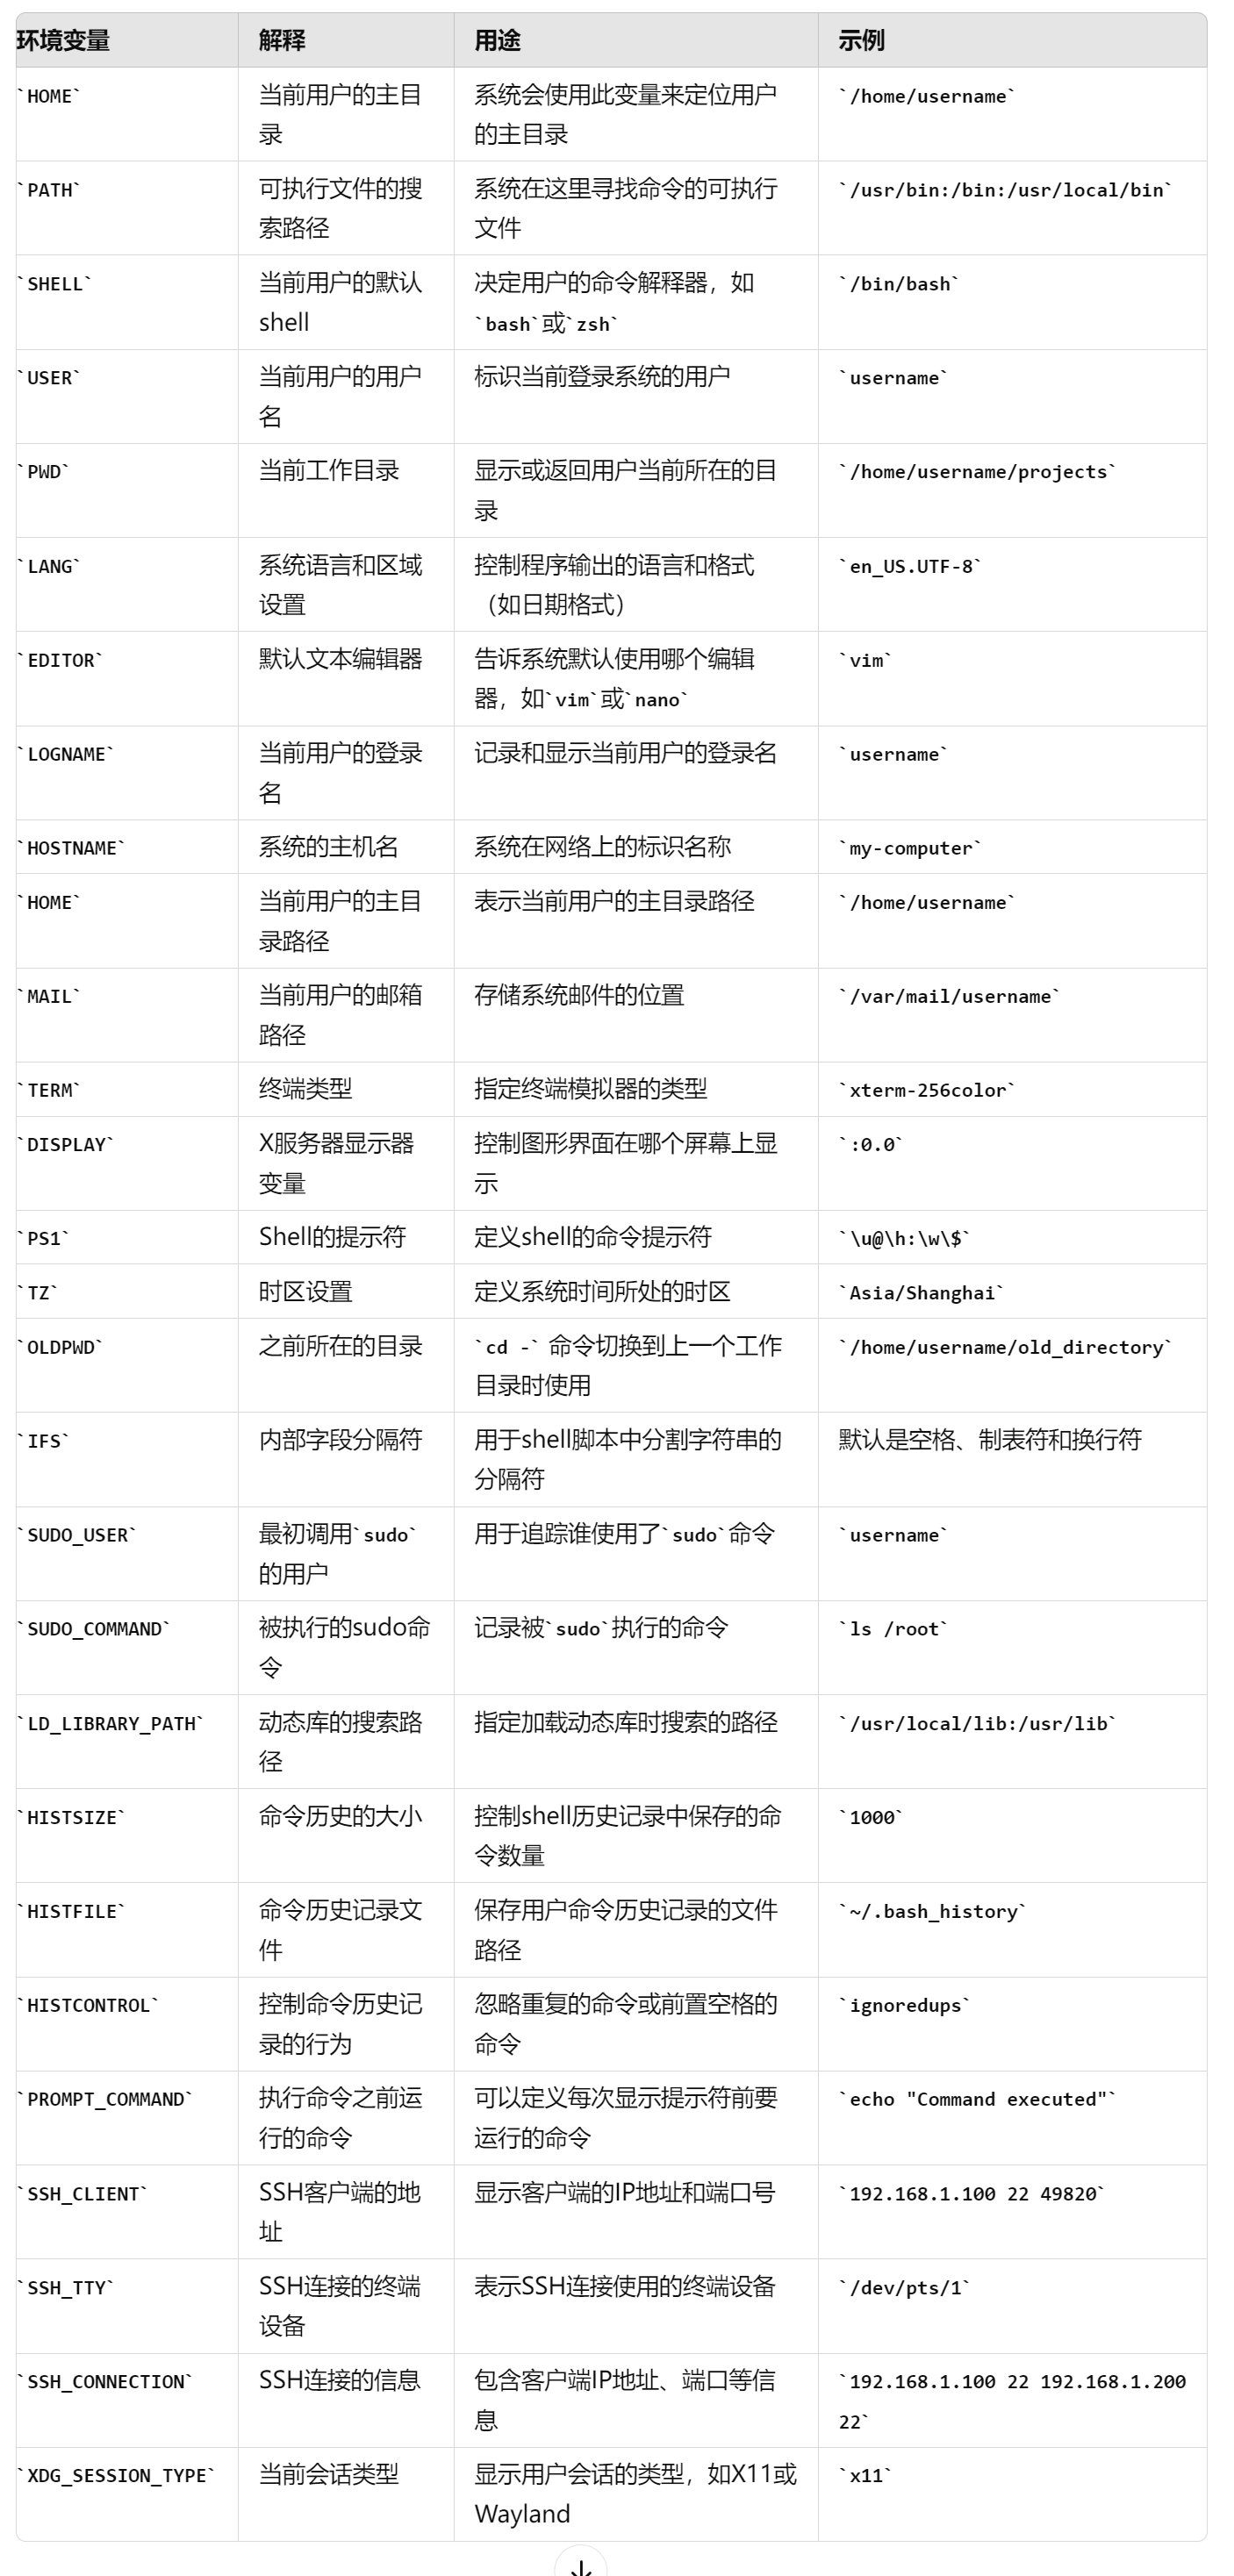 环境变量 解释 用途 示例
`HOME` 当前用户的主目 系统会使用此变量来定位用户 `/home/username`
录 的主目录
`PATH` 可执行文件的搜 系统在这里寻找命令的可执行 `/usr/bin:/bin:/usr/local/bin`
索路径 文件
`SHELL` 当前用户的默认 决定用户的命令解释器，如 `/bin/bash`
shell `bash`或`zsh`
`USER` 当前用户的用户 标识当前登录系统的用户 `username`
名
`PWD` 当前工作目录 显示或返回用户当前所在的目 `/home/username/projects`
录
`LANG` 系统语言和区域 控制程序输出的语言和格式 `en_US.UTF-8`
设置 （如日期格式）
`EDITOR` 默认文本编辑器 告诉系统默认使用哪个编辑 `vim`
器，如`vim`或`nano`
`LOGNAME` 当前用户的登录 记录和显示当前用户的登录名 `username`
名
`HOSTNAME` 系统的主机名 系统在网络上的标识名称 `my-computer`
`HOME` 当前用户的主目 表示当前用户的主目录路径 `/home/username`
录路径
`MAIL` 当前用户的邮箱 存储系统邮件的位置 `/var/mail/username`
路径
`TERM` 终端类型 指定终端模拟器的类型 `xterm-256color`
`DISPLAY` X服务器显示器 控制图形界面在哪个屏幕上显 `:0.0`
变量 示
`PS1` Shell的提示符 定义shell的命令提示符 `\u@\h:\w\$`
`TZ` 时区设置 定义系统时间所处的时区 `Asia/Shanghai`
`OLDPWD` 之前所在的目录 `cd -` 命令切换到上一个工作 `/home/username/old_directory`
目录时使用
`IFS` 内部字段分隔符 用于shell脚本中分割字符串的 默认是空格、制表符和换行符
分隔符
`SUDO_USER` 最初调用`sudo` 用于追踪谁使用了`sudo`命令 `username`
的用户
`SUDO_COMMAND` 被执行的sudo命 记录被`sudo`执行的命令 `ls /root`
令
`LD_LIBRARY_PATH` 动态库的搜索路 指定加载动态库时搜索的路径 `/usr/local/lib:/usr/lib`
径
`HISTSIZE` 命令历史的大小 控制shell历史记录中保存的命 `1000`
令数量
`HISTFILE` 命令历史记录文 保存用户命令历史记录的文件 `~/.bash_history`
件 路径
`HISTCONTROL` 控制命令历史记 忽略重复的命令或前置空格的 `ignoredups`
录的行为 命令
`PROMPT_COMMAND` 执行命令之前运 可以定义每次显示提示符前要 `echo "Command executed"`
行的命令 运行的命令
`SSH_CLIENT` SSH客户端的地 显示客户端的IP地址和端口号 `192.168.1.100 22 49820`
址
`SSH_TTY` SSH连接的终端 表示SSH连接使用的终端设备 `/dev/pts/1`
设备
`SSH_CONNECTION` SSH连接的信息 包含客户端IP地址、端口等信 `192.168.1.100 22 192.168.1.200
息 22`
`XDG_SESSION_TYPE` 当前会话类型 显示用户会话的类型，如X11或 `x11`
Wayland